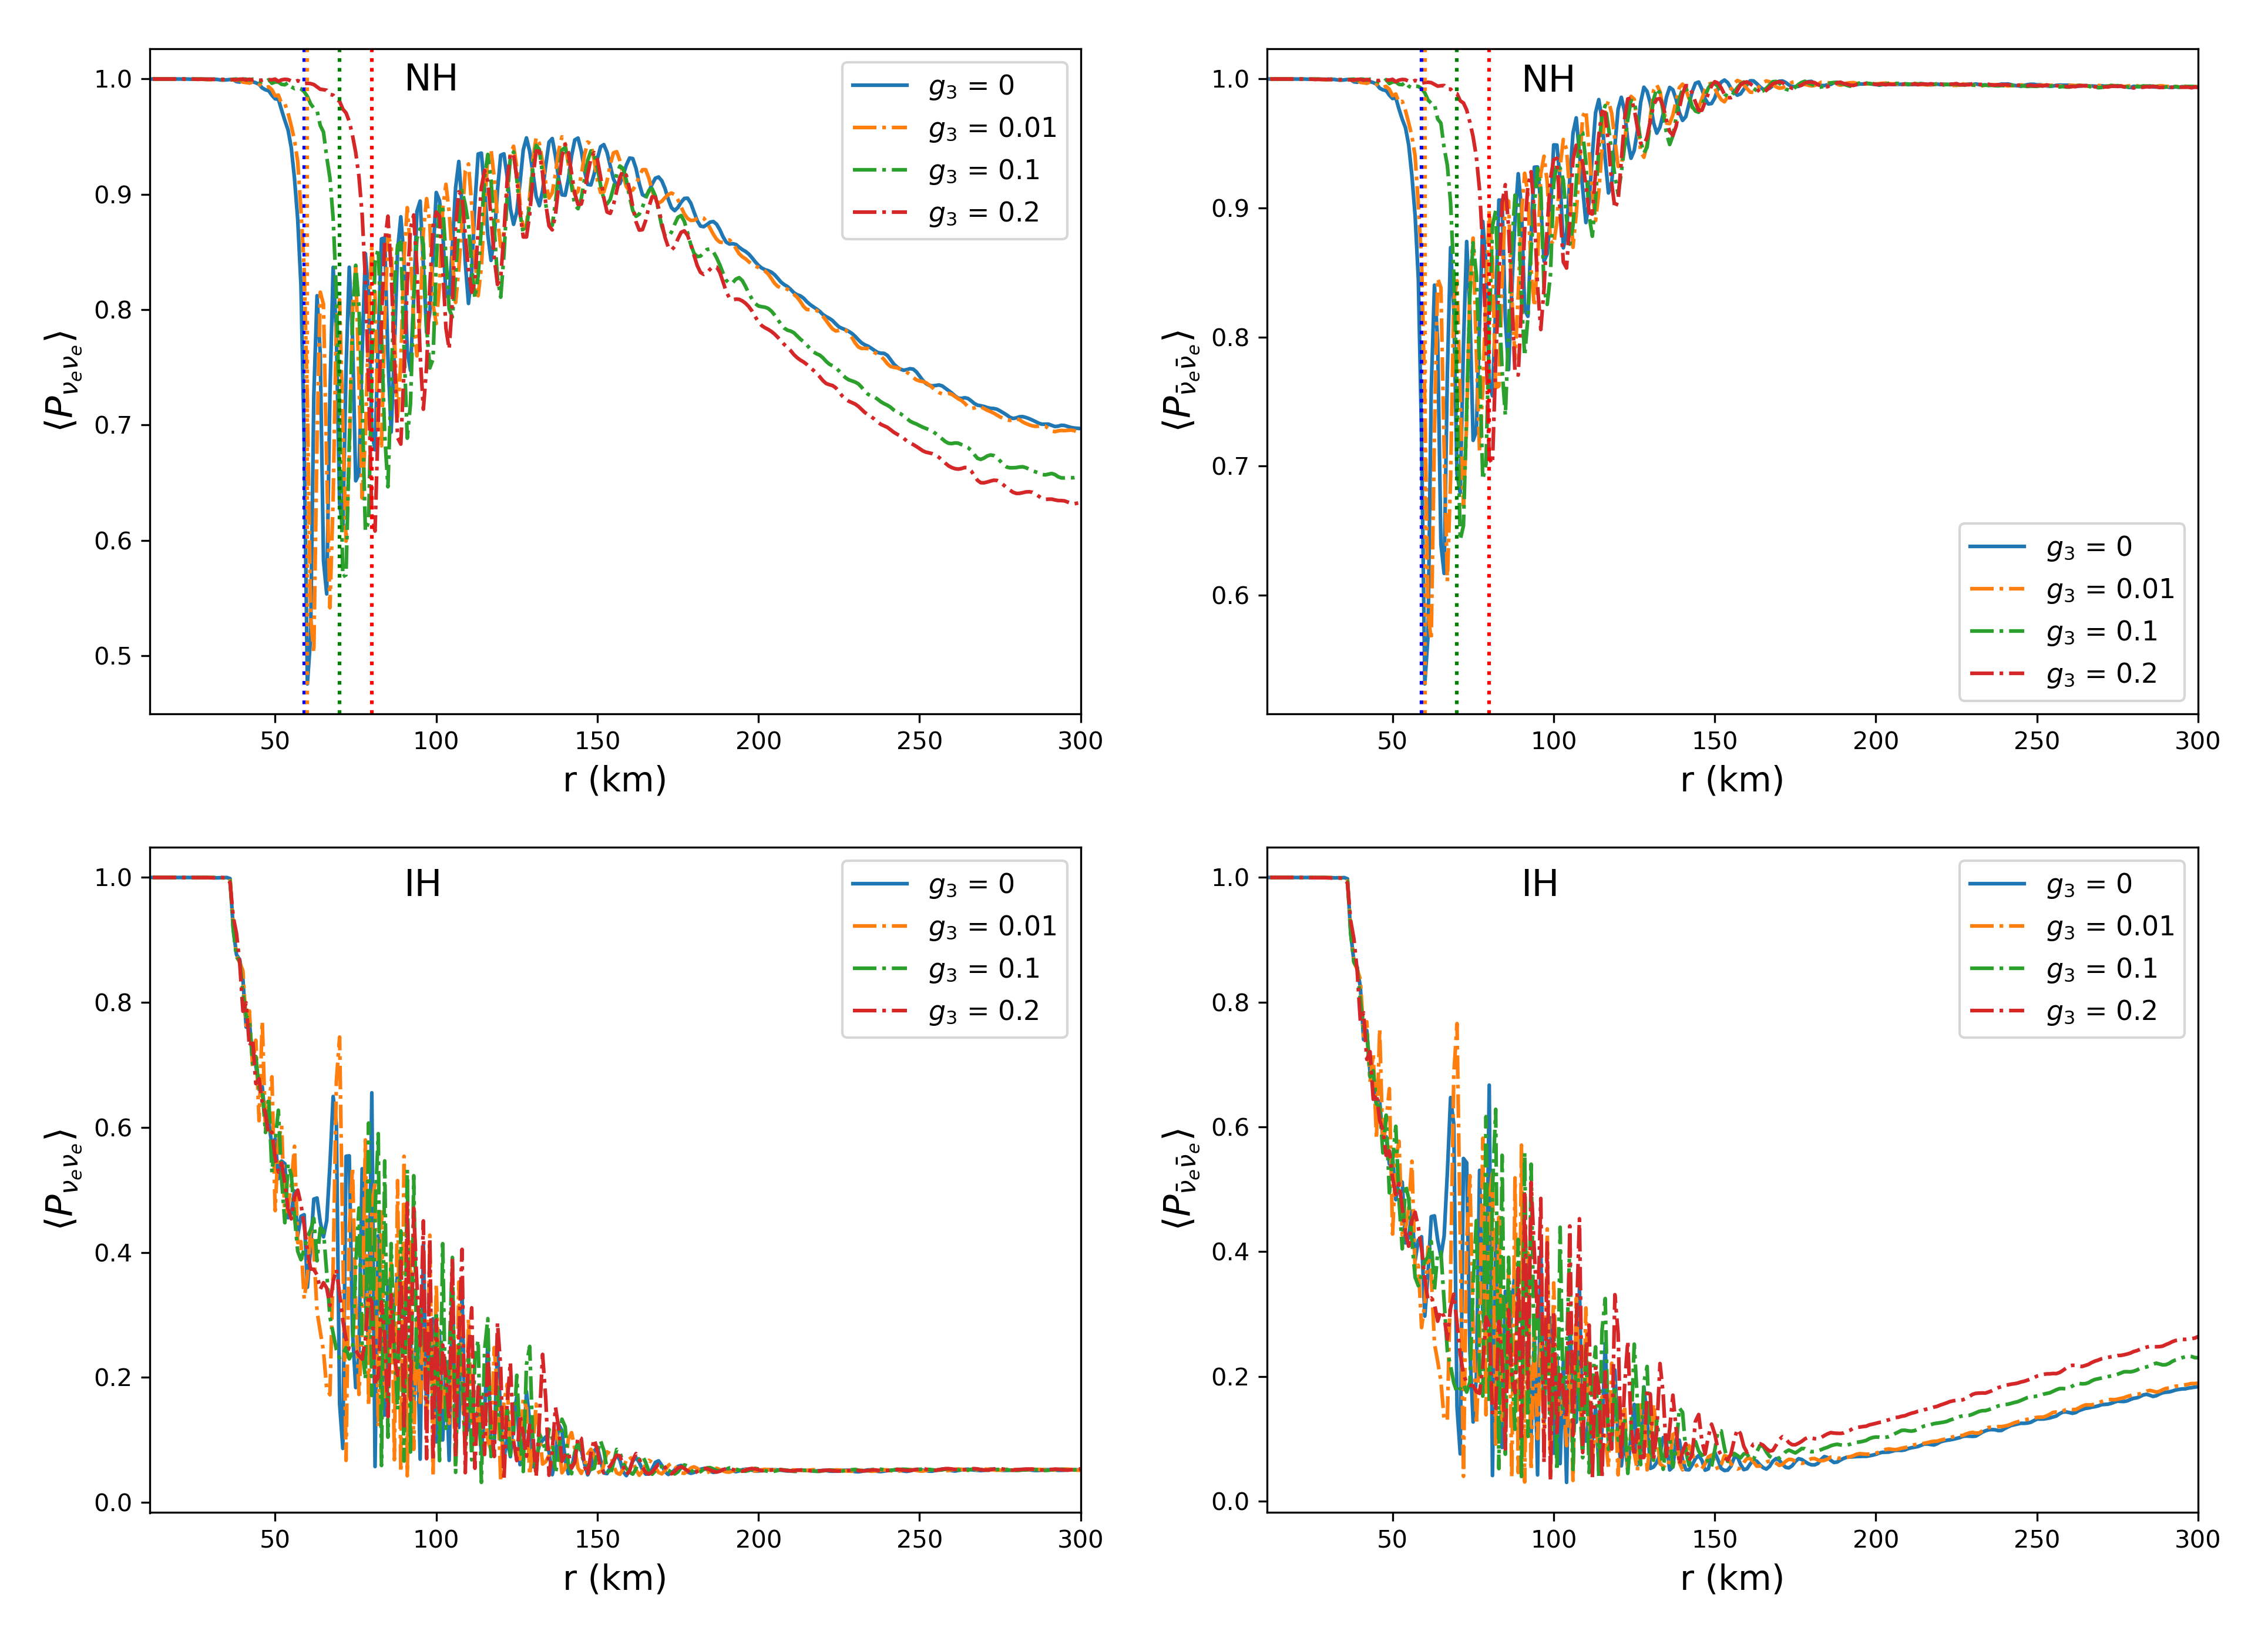 NH
g₃ = 0
g₃ = 0.01
g₃ = 0.1
g₃ = 0.2
1.0
0.9
0.8
0.7
0.6
0.5
⟨P_{ν_eν_e}⟩
50 100 150 200 250 300
r (km)
NH
g₃ = 0
g₃ = 0.01
g₃ = 0.1
g₃ = 0.2
1.0
0.9
0.8
0.7
0.6
⟨P_{ν̄_eν̄_e}⟩
50 100 150 200 250 300
r (km)
IH
g₃ = 0
g₃ = 0.01
g₃ = 0.1
g₃ = 0.2
1.0
0.8
0.6
0.4
0.2
0.0
⟨P_{ν_eν_e}⟩
50 100 150 200 250 300
r (km)
IH
g₃ = 0
g₃ = 0.01
g₃ = 0.1
g₃ = 0.2
1.0
0.8
0.6
0.4
0.2
0.0
⟨P_{ν̄_eν̄_e}⟩
50 100 150 200 250 300
r (km)